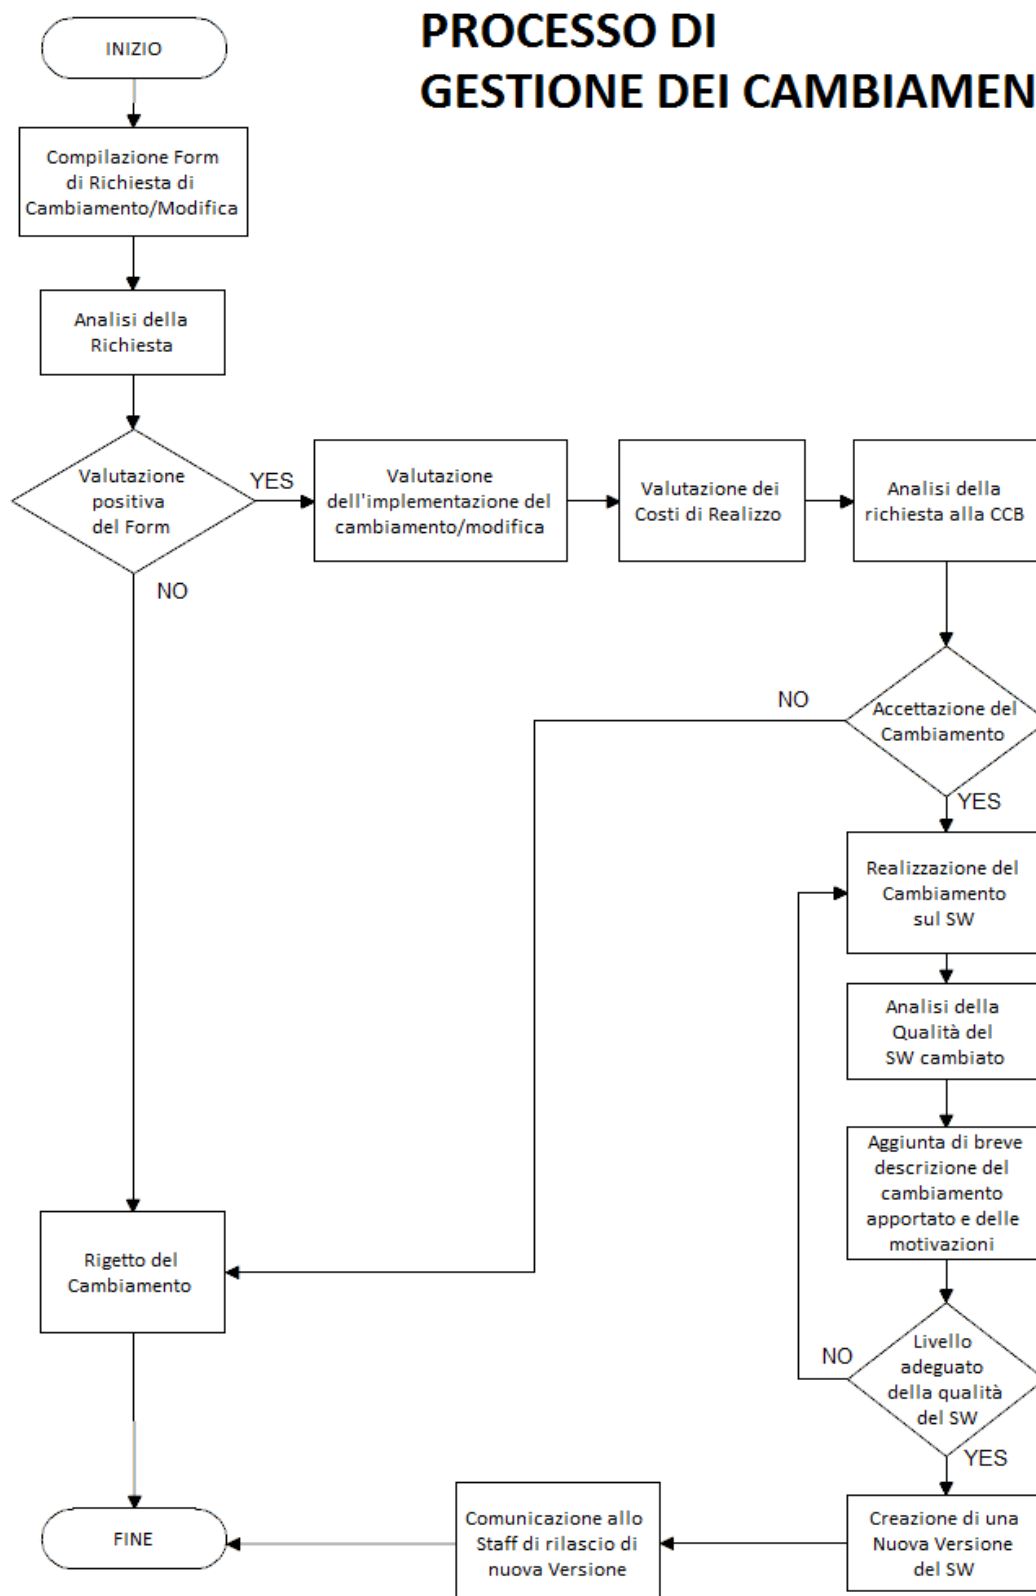 PROCESSO DI
GESTIONE DEI CAMBIAMEN
INIZIO
Compilazione Form
di Richiesta di
Cambiamento/Modifica
Analisi della
Richiesta
Valutazione
positiva
del Form
YES
NO
Valutazione
dell'implementazione del
cambiamento/modifica
Valutazione dei
Costi di Realizzo
Analisi della
richiesta alla CCB
Accettazione del
Cambiamento
NO
YES
Realizzazione del
Cambiamento
sul SW
Analisi della
Qualità del
SW cambiato
Aggiunta di breve
descrizione del
cambiamento
apportato e delle
motivazioni
Rigetto del
Cambiamento
Livello
adeguato
della qualità
del SW
NO
YES
Creazione di una
Nuova Versione
del SW
Comunicazione allo
Staff di rilascio di
nuova Versione
FINE